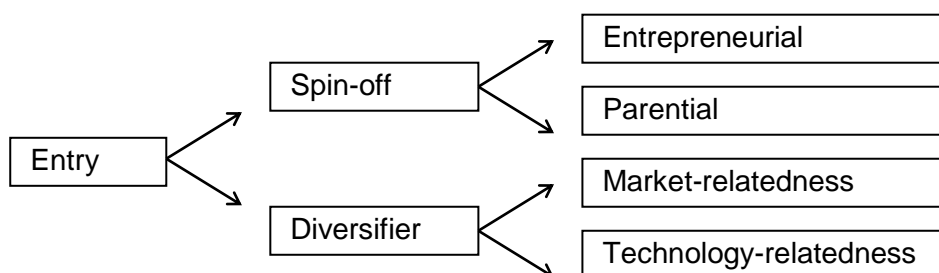 Entrepreneurial
Spin-off
Parential
Entry
Market-relatedness
Diversifier
Technology-relatedness